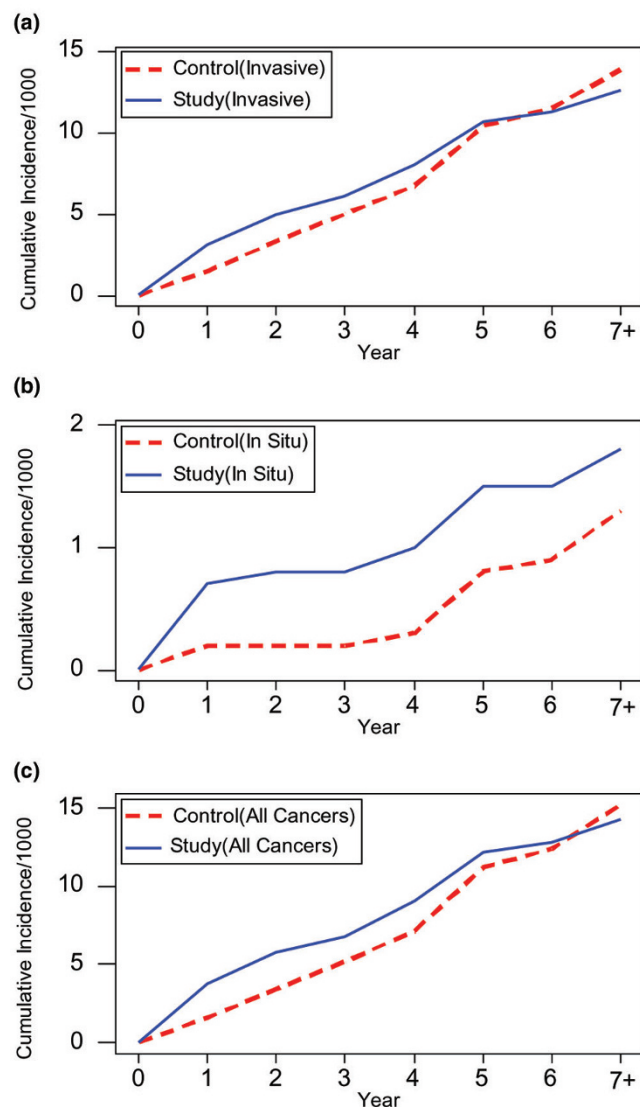 (a)
Cumulative Incidence/1000
15
10
5
0
Control(Invasive)
Study(Invasive)
0 1 2 3 4 5 6 7+
Year
(b)
Cumulative Incidence/1000
2
1
0
Control(In Situ)
Study(In Situ)
0 1 2 3 4 5 6 7+
Year
(c)
Cumulative Incidence/1000
15
10
5
0
Control(All Cancers)
Study(All Cancers)
0 1 2 3 4 5 6 7+
Year